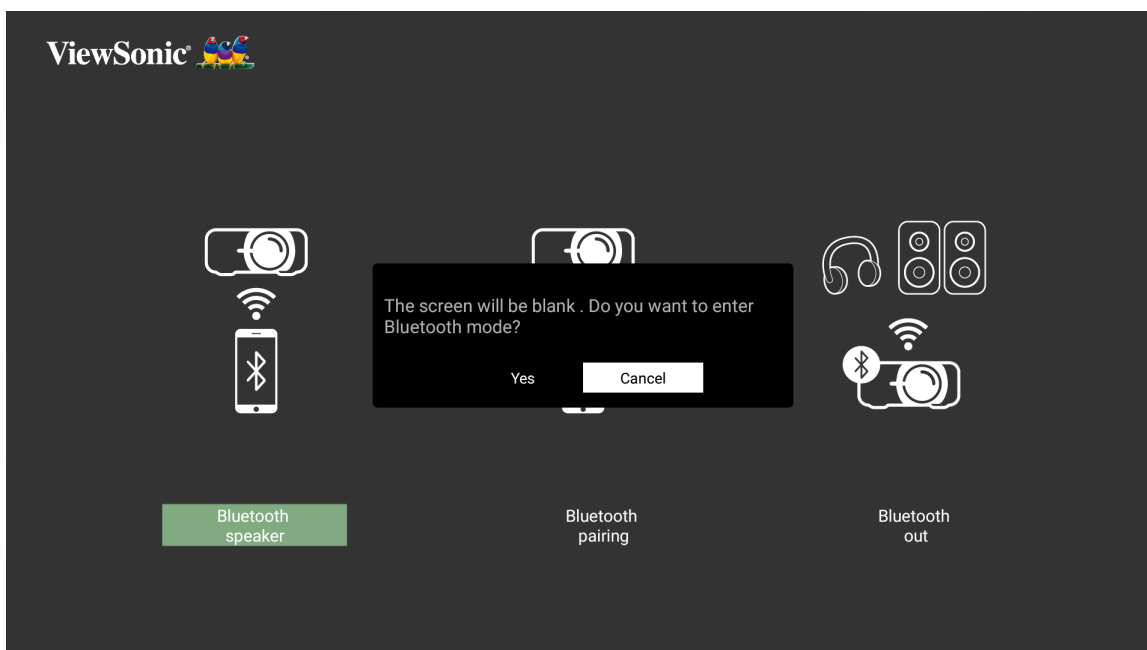 ViewSonic®
The screen will be blank . Do you want to enter
Bluetooth mode?
Yes
Cancel
Bluetooth
speaker
Bluetooth
pairing
Bluetooth
out